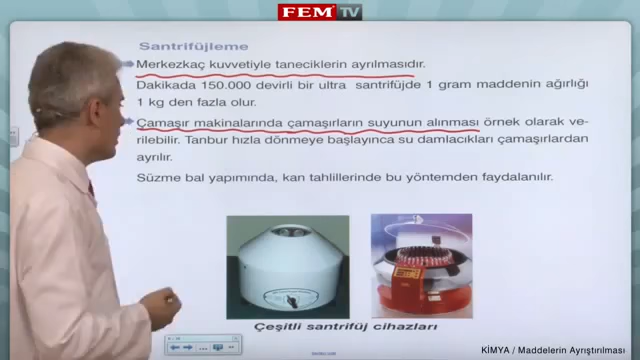 FEM TV
Santrifüjleme
Merkezkaç kuvvetiyle taneciklerin ayrılmasıdır.
Dakikada 150.000 devirli bir ultra santrifüjde 1 gram maddenin ağırlığı
1 kg den fazla olur.
Çamaşır makinalarında çamaşırların suyunun alınması örnek olarak ve-
rilebilir. Tanbur hızla dönmeye başlayınca su damlacıkları çamaşırlardan
ayrılır.
Süzme bal yapımında, kan tahlillerinde bu yöntemden faydalanılır.
Çeşitli santrifüj cihazları
KİMYA / Maddelerin Ayrıştırılması